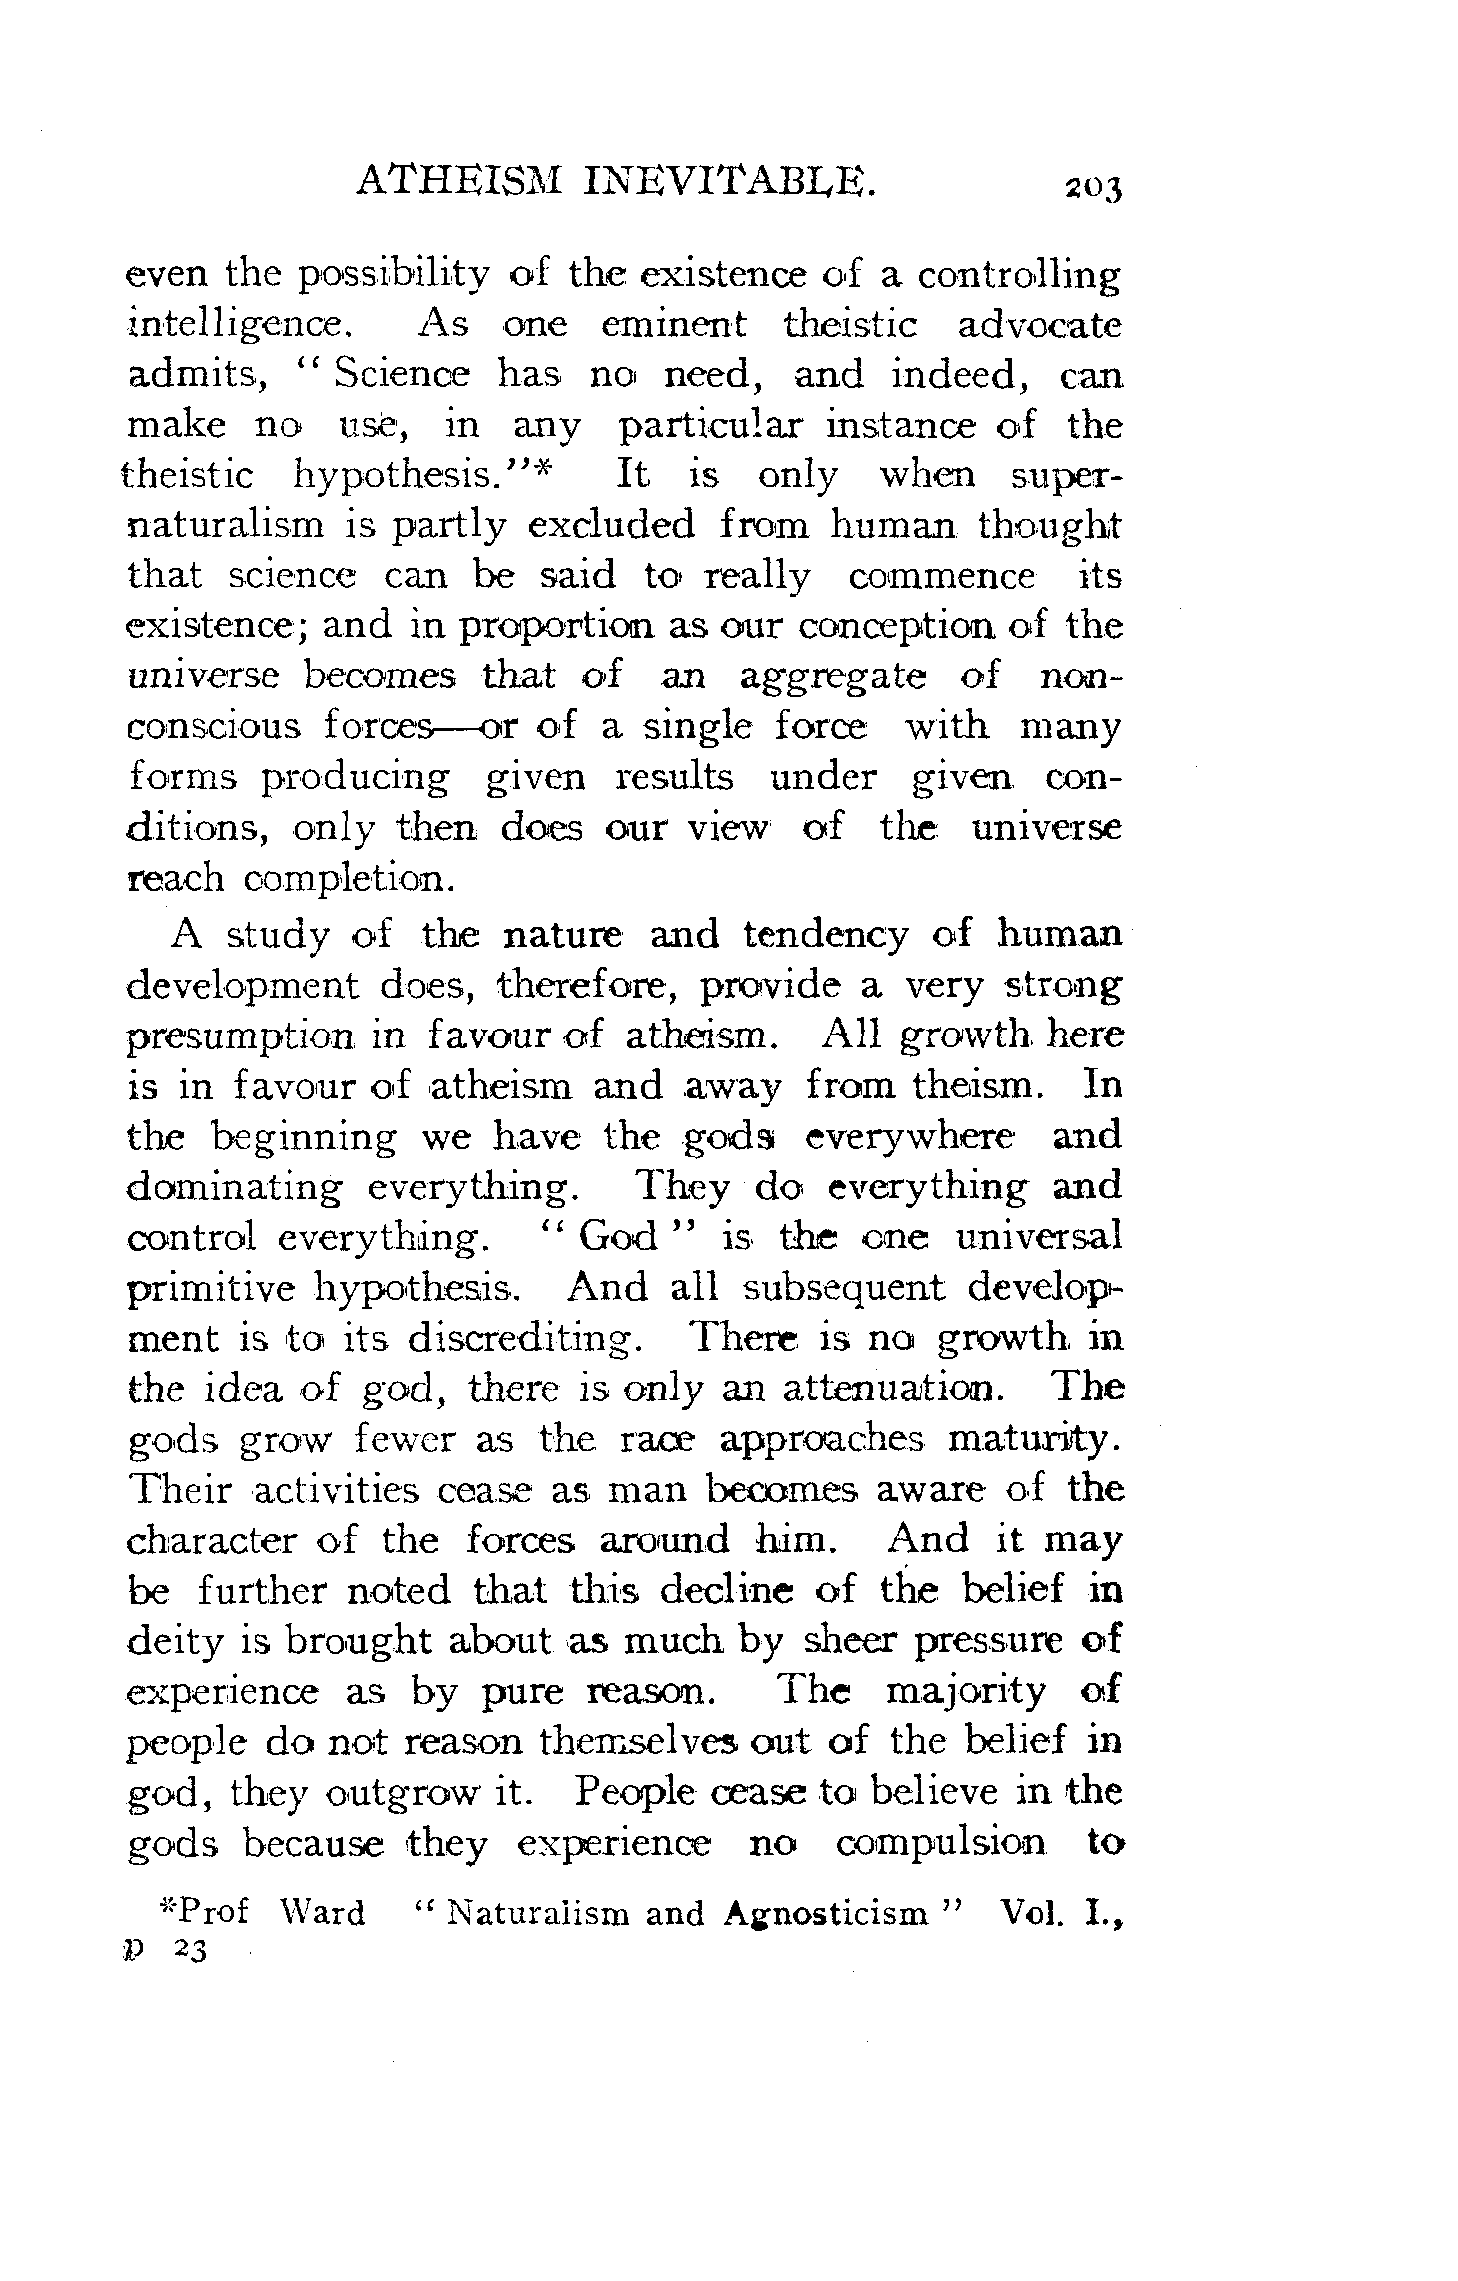 ATHEISM INEVITABLE. 203
even the possibility of the existence of a controlling
intelligence. As one eminent theistic advocate
admits, “ Science has no need, and indeed, can
make no use, in any particular instance of the
theistic hypothesis.”* It is only when super-
naturalism is partly excluded from human thought
that science can be said to really commence its
existence; and in proportion as our conception of the
universe becomes that of an aggregate of non-
conscious forces—or of a single force with many
forms producing given results under given con-
ditions, only then does our view of the universe
reach completion.
A study of the nature and tendency of human
development does, therefore, provide a very strong
presumption in favour of atheism. All growth here
is in favour of atheism and away from theism. In
the beginning we have the gods everywhere and
dominating everything. They do everything and
control everything. “ God ” is the one universal
primitive hypothesis. And all subsequent develop-
ment is to its discrediting. There is no growth in
the idea of god, there is only an attenuation. The
gods grow fewer as the race approaches maturity.
Their activities cease as man becomes aware of the
character of the forces around him. And it may
be further noted that this decline of the belief in
deity is brought about as much by sheer pressure of
experience as by pure reason. The majority of
people do not reason themselves out of the belief in
god, they outgrow it. People cease to believe in the
gods because they experience no compulsion to
*Prof Ward “ Naturalism and Agnosticism ” Vol. I.,
p 23